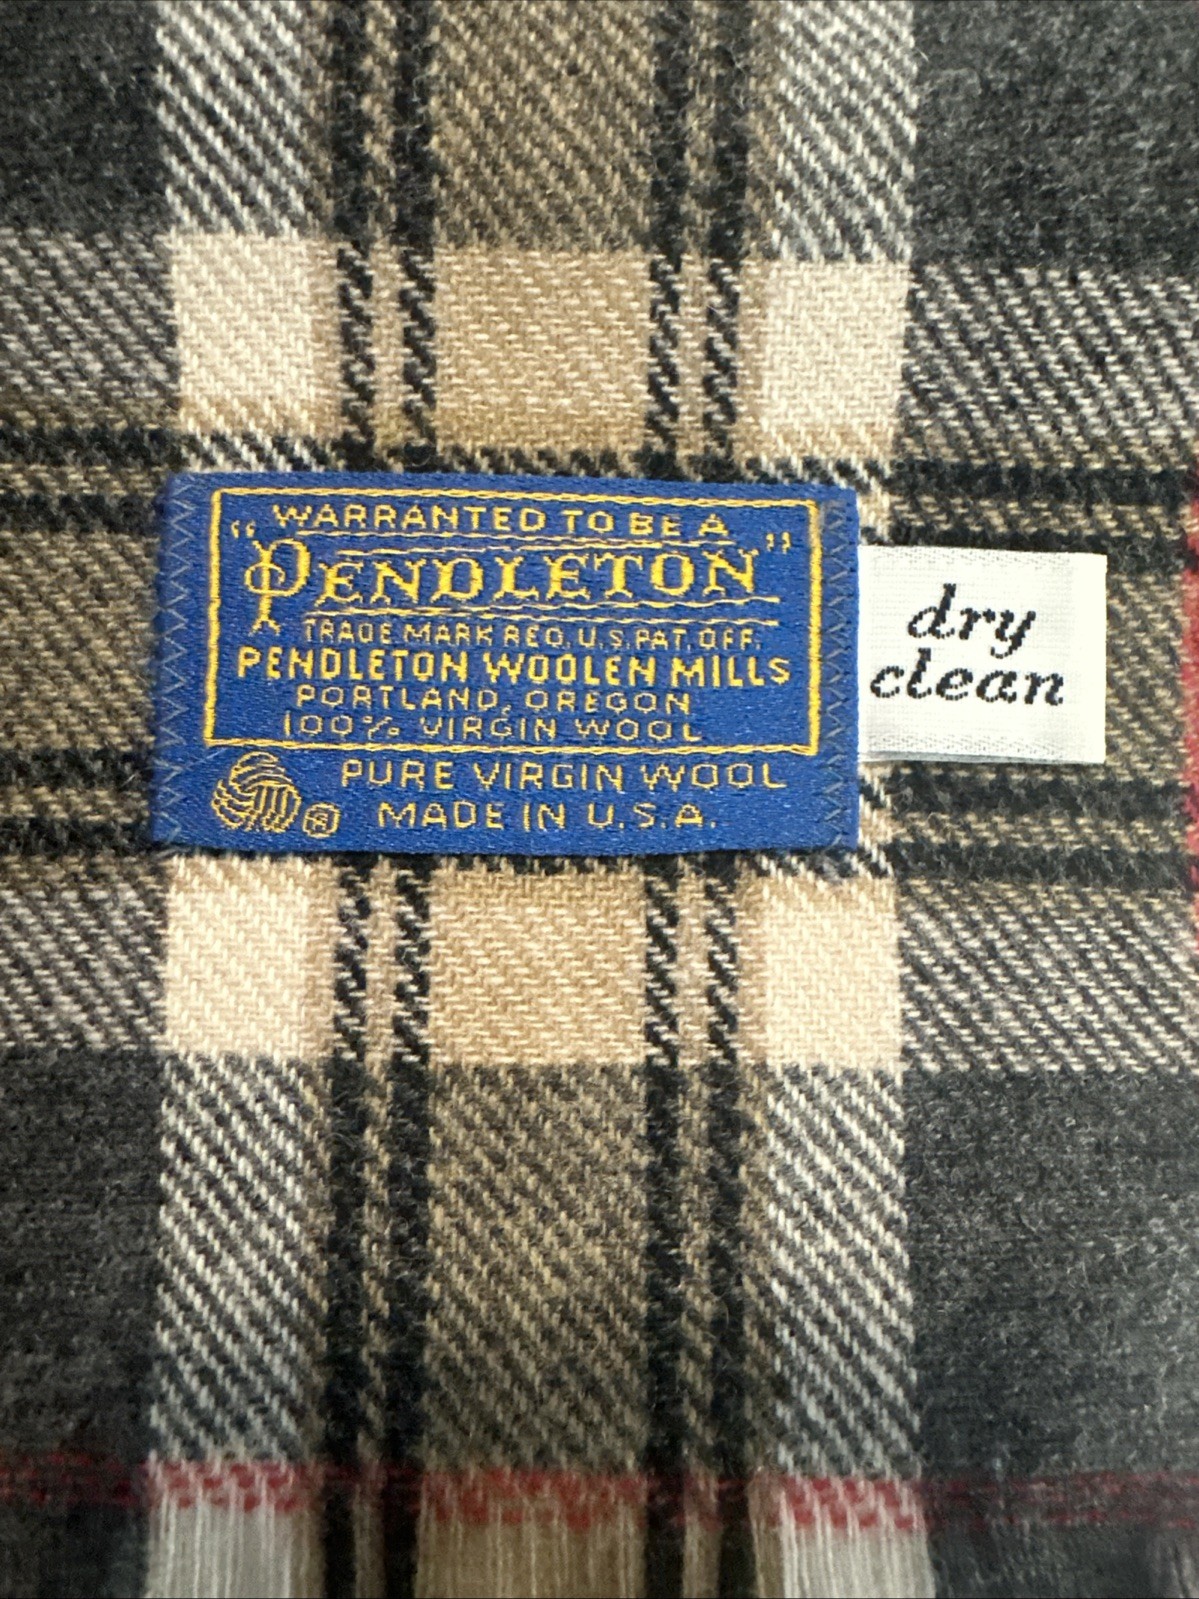 WARRANTED TO BE A
"PENDLETON"
TRADE MARK REG. U.S. PAT. OFF.
PENDLETON WOOLEN MILLS
PORTLAND, OREGON
100% VIRGIN WOOL
PURE VIRGIN WOOL
® MADE IN U.S.A.
dry
clean